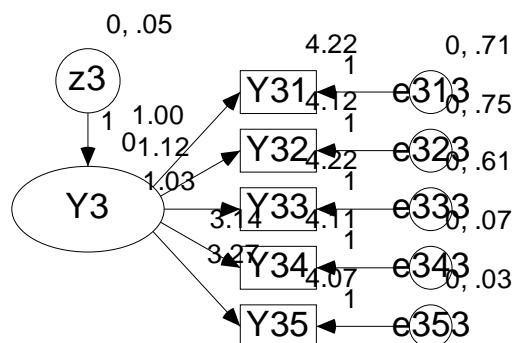 0, .05
z3
1
0
Y3
1.00
1.12
1.03
3.14
3.27
4.22
Y31
1
0, .71
e313
4.12
Y32
1
0, .75
e323
4.22
Y33
1
0, .61
e333
4.11
Y34
1
0, .07
e343
4.07
Y35
1
0, .03
e353